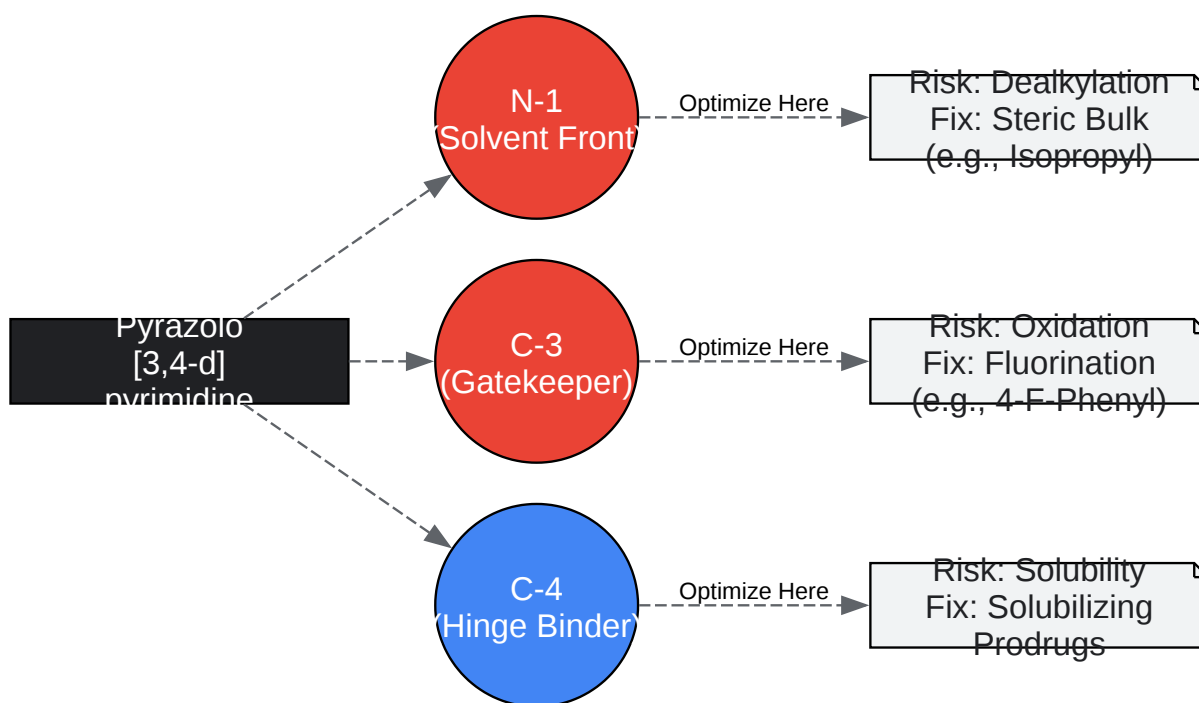 Pyrazolo
[3,4-d]
pyrimidine
N-1
(Solvent Front)
Optimize Here
Risk: Dealkylation
Fix: Steric Bulk
(e.g., Isopropyl)
C-3
(Gatekeeper)
Optimize Here
Risk: Oxidation
Fix: Fluorination
(e.g., 4-F-Phenyl)
C-4
(Hinge Binder)
Optimize Here
Risk: Solubility
Fix: Solubilizing
Prodrugs